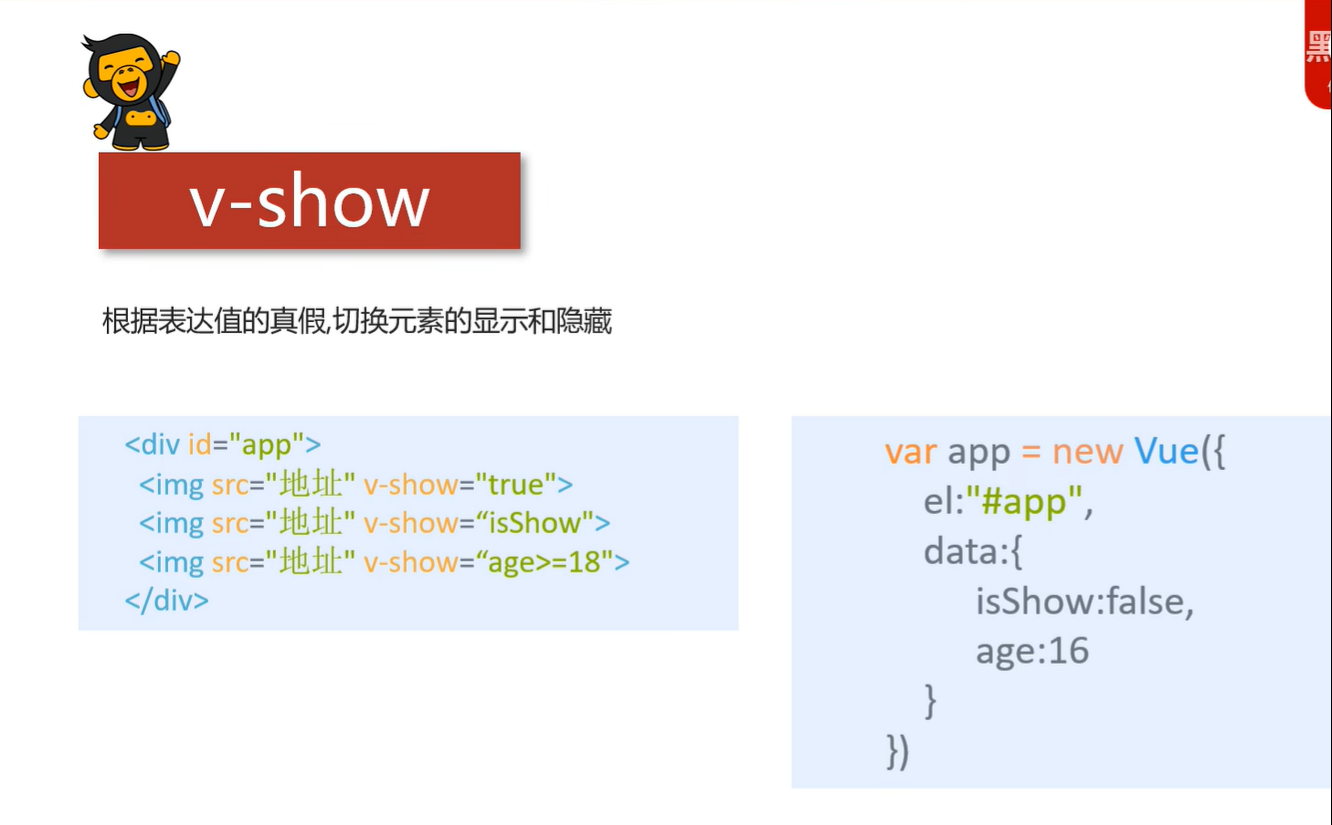 黑
v-show
根据表达值的真假,切换元素的显示和隐藏
<div id="app">
<img src="地址" v-show="true">
<img src="地址" v-show=“isShow">
<img src="地址" v-show=“age>=18">
</div>
var app = new Vue({
el:"#app",
data:{
isShow:false,
age:16
}
})